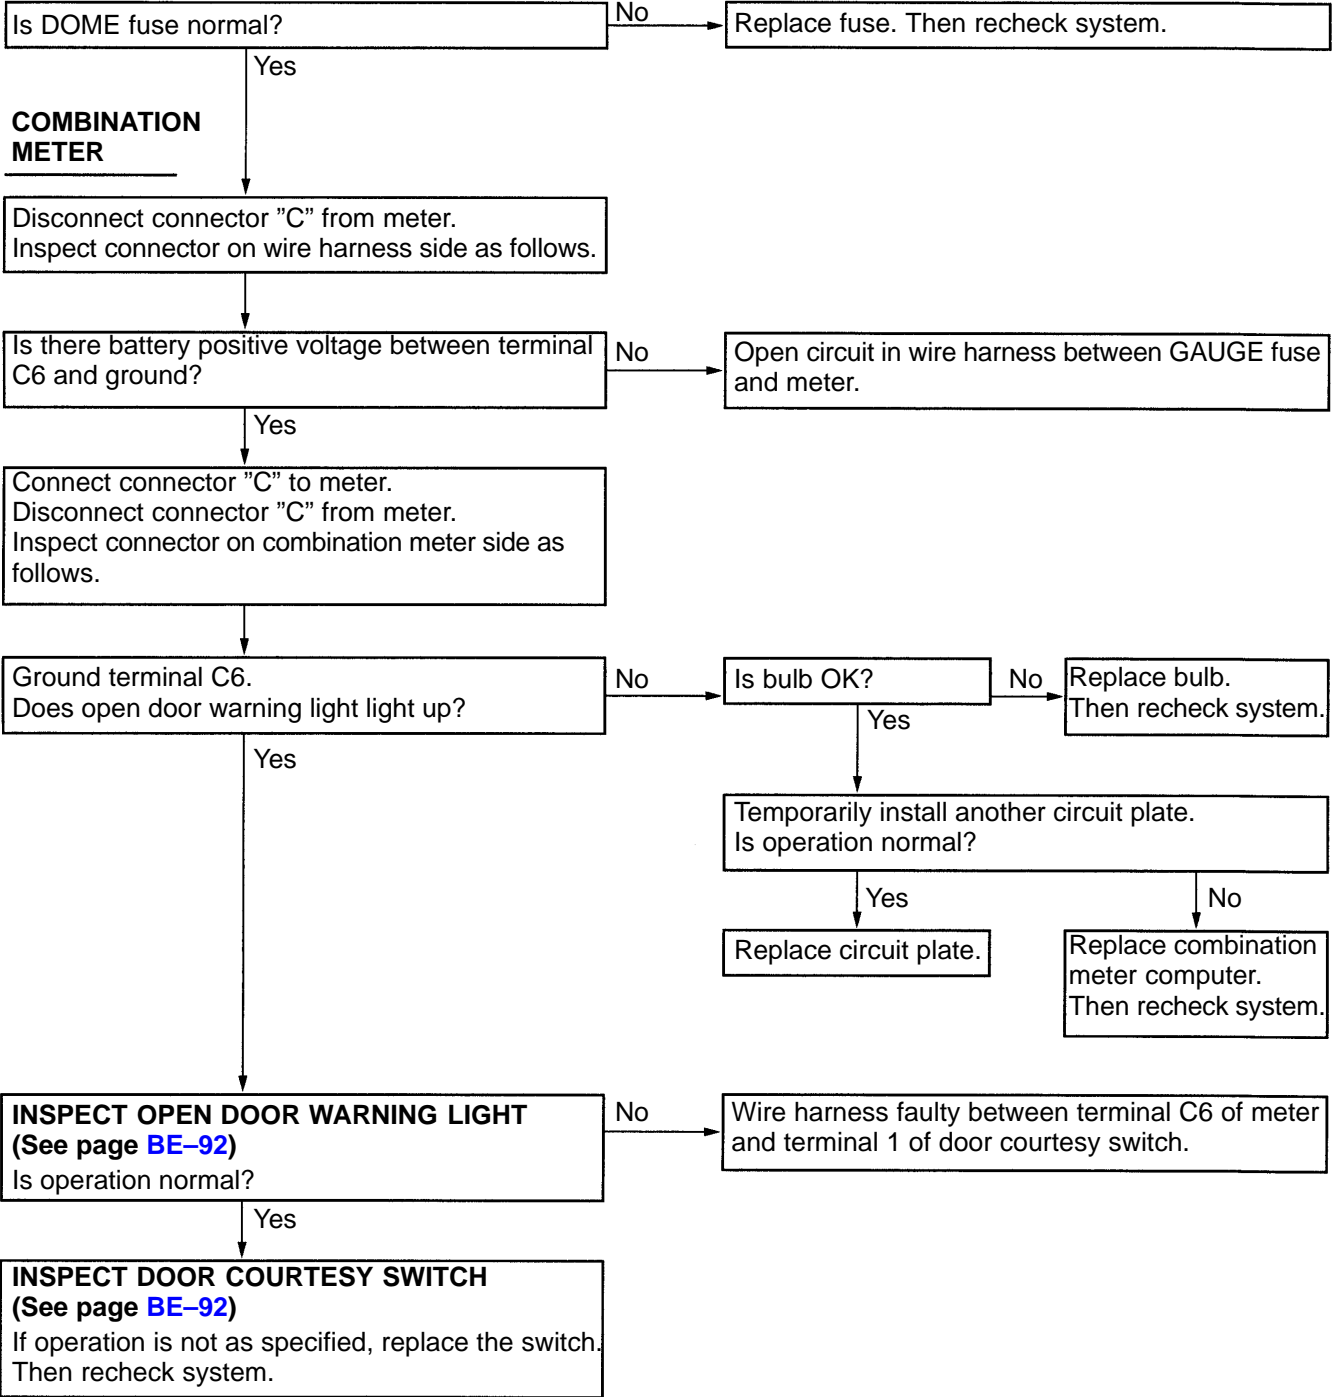 Is DOME fuse normal?
No
Replace fuse. Then recheck system.
Yes
COMBINATION
METER
Disconnect connector ”C” from meter.
Inspect connector on wire harness side as follows.
Is there battery positive voltage between terminal
C6 and ground?
No
Open circuit in wire harness between GAUGE fuse
and meter.
Yes
Connect connector ”C” to meter.
Disconnect connector ”C” from meter.
Inspect connector on combination meter side as
follows.
Ground terminal C6.
Does open door warning light light up?
No
Is bulb OK?
No
Replace bulb.
Then recheck system.
Yes
Yes
Temporarily install another circuit plate.
Is operation normal?
Yes
No
Replace circuit plate.
Replace combination
meter computer.
Then recheck system.
INSPECT OPEN DOOR WARNING LIGHT
(See page BE–92)
Is operation normal?
No
Wire harness faulty between terminal C6 of meter
and terminal 1 of door courtesy switch.
Yes
INSPECT DOOR COURTESY SWITCH
(See page BE–92)
If operation is not as specified, replace the switch.
Then recheck system.